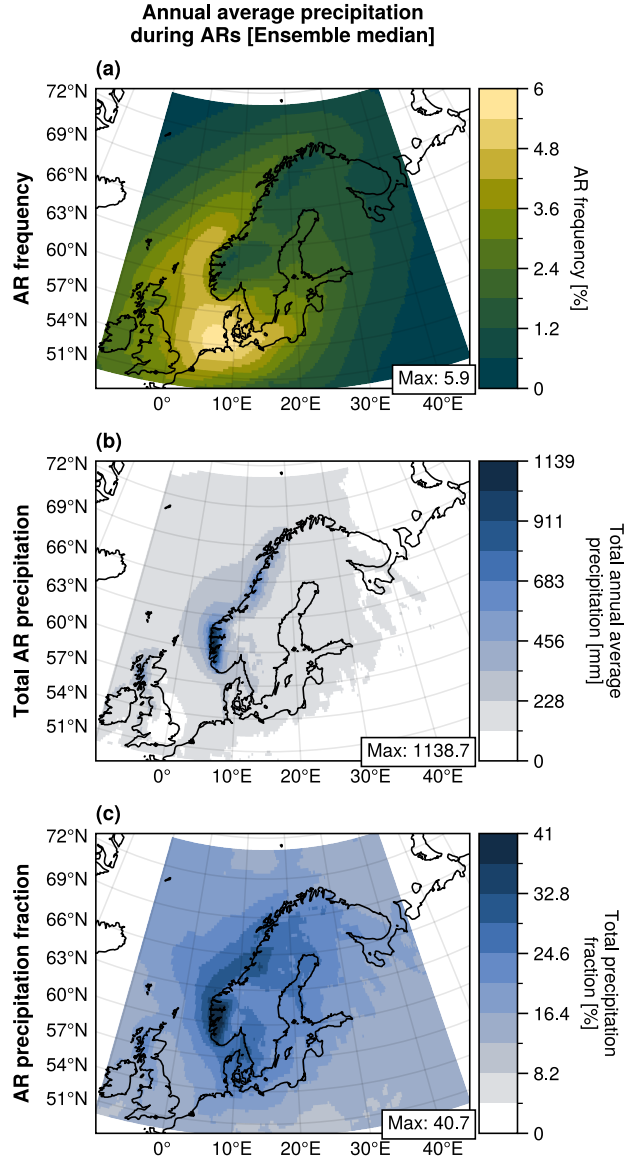 Annual average precipitation
during ARs [Ensemble median]
(a)
72°N
69°N
66°N
63°N
60°N
57°N
54°N
51°N
AR frequency
0°
10°E
20°E
30°E
40°E
Max: 5.9
6
4.8
3.6
2.4
1.2
0
AR frequency [%]
(b)
72°N
69°N
66°N
63°N
60°N
57°N
54°N
51°N
Total AR precipitation
0°
10°E
20°E
30°E
40°E
Max: 1138.7
1139
911
683
456
228
0
Total annual average
precipitation [mm]
(c)
72°N
69°N
66°N
63°N
60°N
57°N
54°N
51°N
AR precipitation fraction
0°
10°E
20°E
30°E
40°E
Max: 40.7
41
32.8
24.6
16.4
8.2
0
Total precipitation
fraction [%]